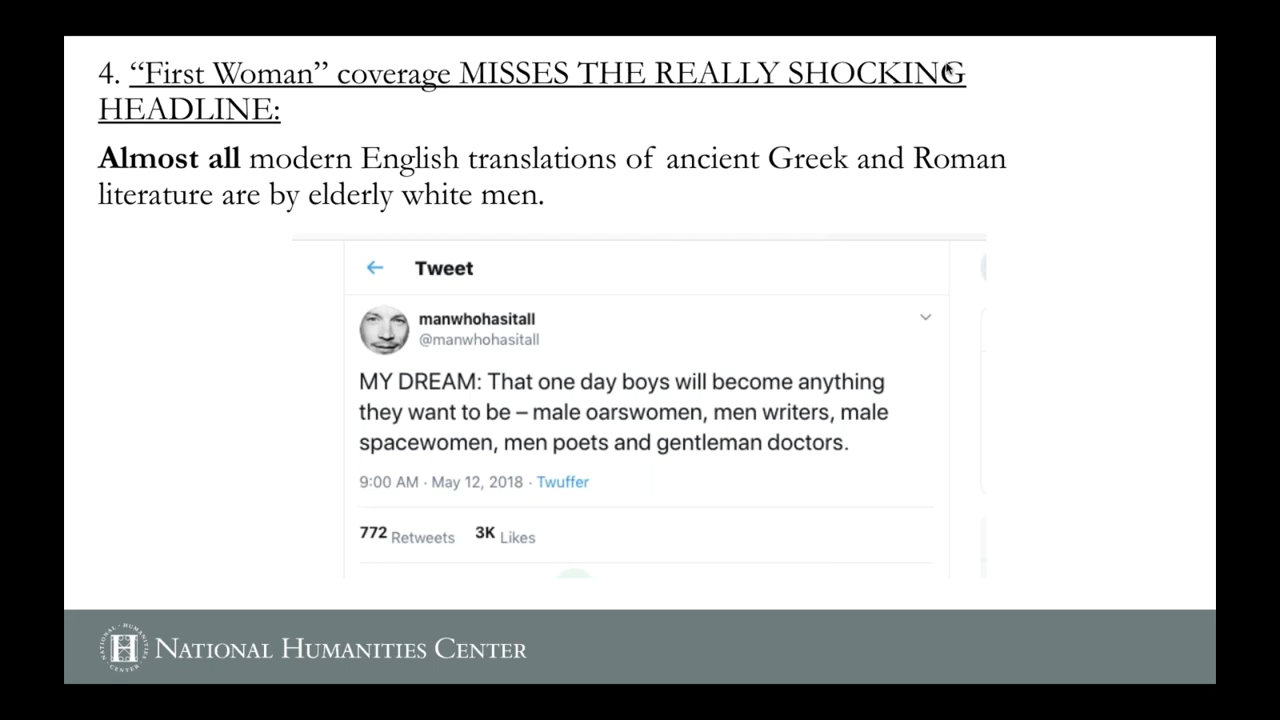 4. “First Woman” coverage MISSES THE REALLY SHOCKING
HEADLINE:
Almost all modern English translations of ancient Greek and Roman
literature are by elderly white men.
Tweet
manwhohasitall
@manwhohasitall
MY DREAM: That one day boys will become anything
they want to be – male oarswomen, men writers, male
spacewomen, men poets and gentleman doctors.
9:00 AM · May 12, 2018 · Twuffer
772 Retweets 3K Likes
NATIONAL HUMANITIES CENTER